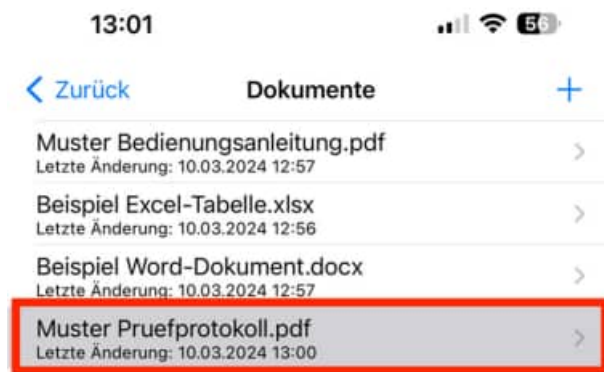 13:01
56
Zurück
Dokumente
Muster Bedienungsanleitung.pdf
Letzte Änderung: 10.03.2024 12:57
Beispiel Excel-Tabelle.xlsx
Letzte Änderung: 10.03.2024 12:56
Beispiel Word-Dokument.docx
Letzte Änderung: 10.03.2024 12:57
Muster Pruefprotokoll.pdf
Letzte Änderung: 10.03.2024 13:00